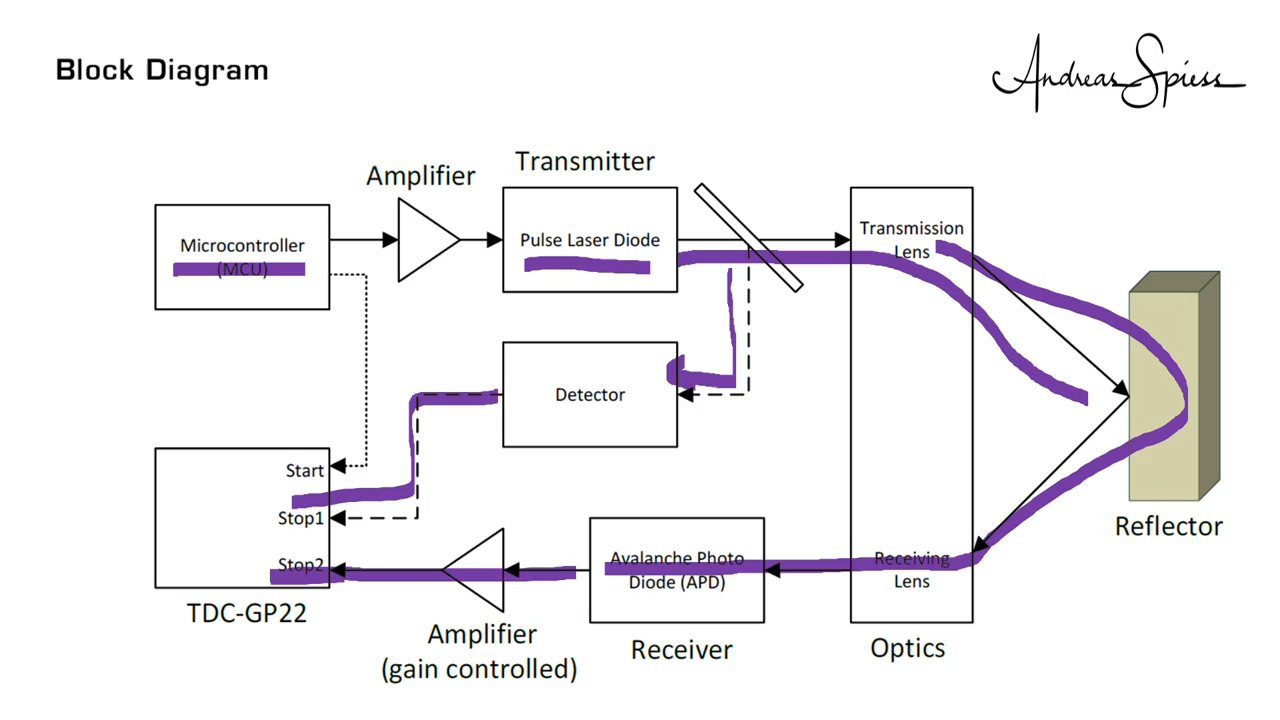 Block Diagram
Andreas Spiess
Transmitter
Amplifier
Microcontroller
(MCU)
Pulse Laser Diode
Transmission
Lens
Detector
Start
Stop1
Stop2
TDC-GP22
Amplifier
(gain controlled)
Avalanche Photo
Diode (APD)
Receiver
Receiving
Lens
Optics
Reflector